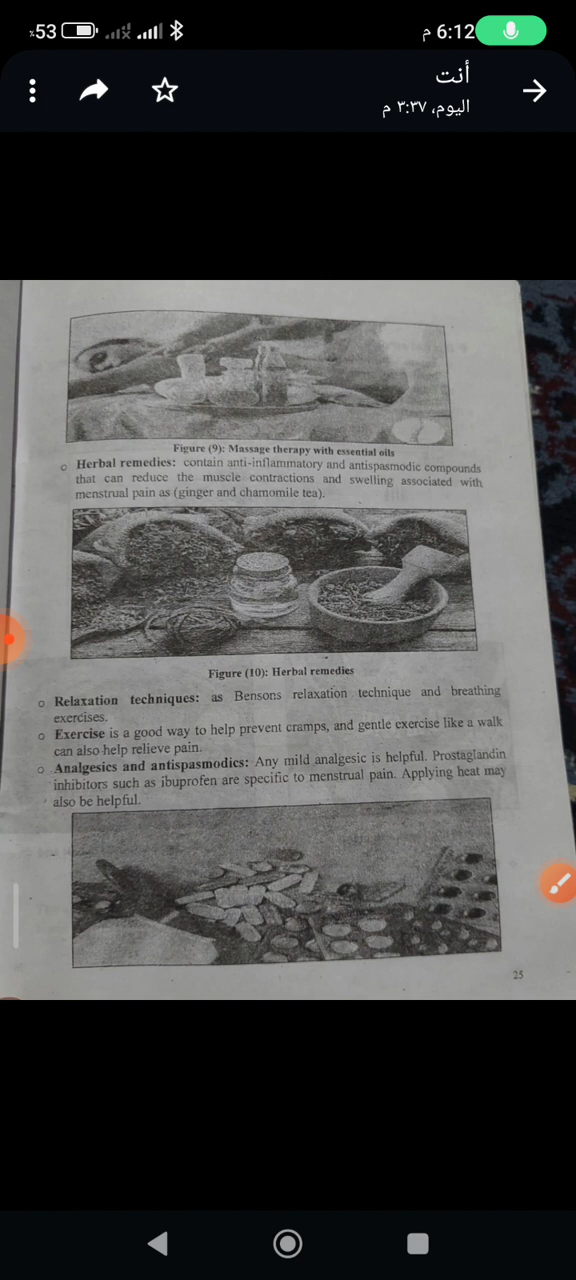 53٪
6:12 م
أنت
اليوم، ٣:٣٧ م
Figure (9): Massage therapy with essential oils
o Herbal remedies: contain anti-inflammatory and antispasmodic compounds
that can reduce the muscle contractions and swelling associated with
menstrual pain as (ginger and chamomile tea).
Figure (10): Herbal remedies
o Relaxation techniques: as Bensons relaxation technique and breathing
exercises.
o Exercise is a good way to help prevent cramps, and gentle exercise like a walk
can also help relieve pain.
o Analgesics and antispasmodics: Any mild analgesic is helpful. Prostaglandin
inhibitors such as ibuprofen are specific to menstrual pain. Applying heat may
also be helpful.
25